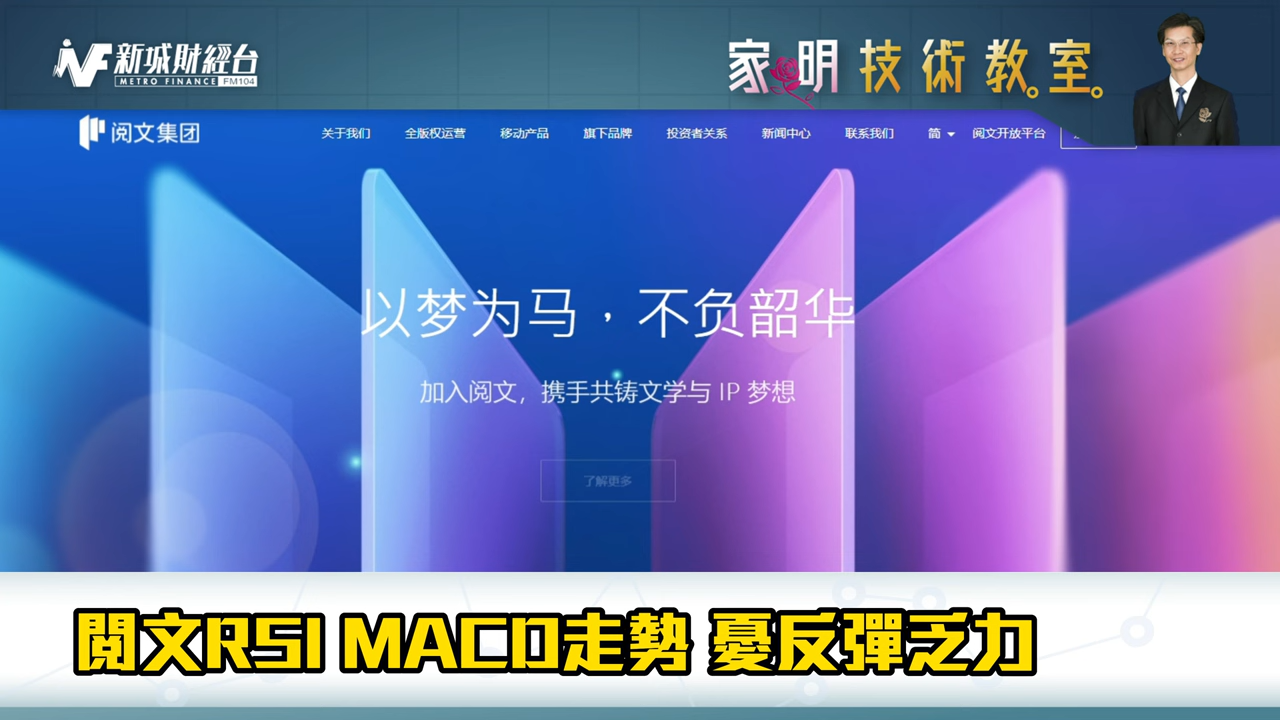 新城財經台
METRO FINANCE FM104
家明技術教室
阅文集团
关于我们 全版权运营 移动产品 旗下品牌 投资者关系 新闻中心 联系我们 简 阅文开放平台
以梦为马，不负韶华
加入阅文，携手共铸文学与 IP 梦想
了解更多
閲文RSI MACD走勢 憂反彈乏力